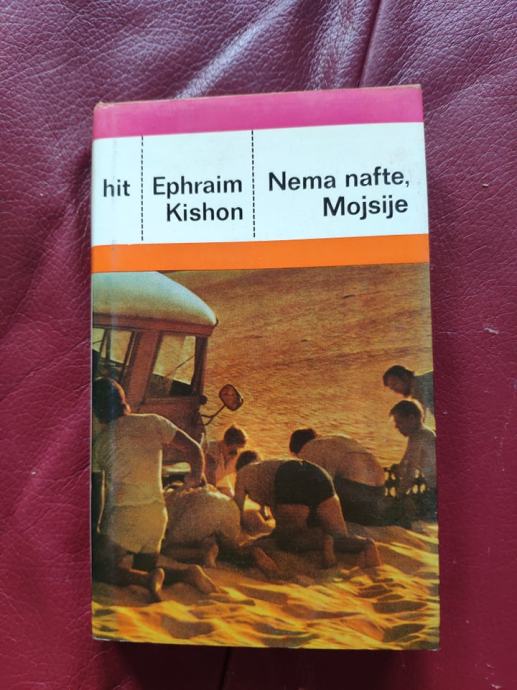 hit
Ephraim
Kishon
Nema nafte,
Mojsije